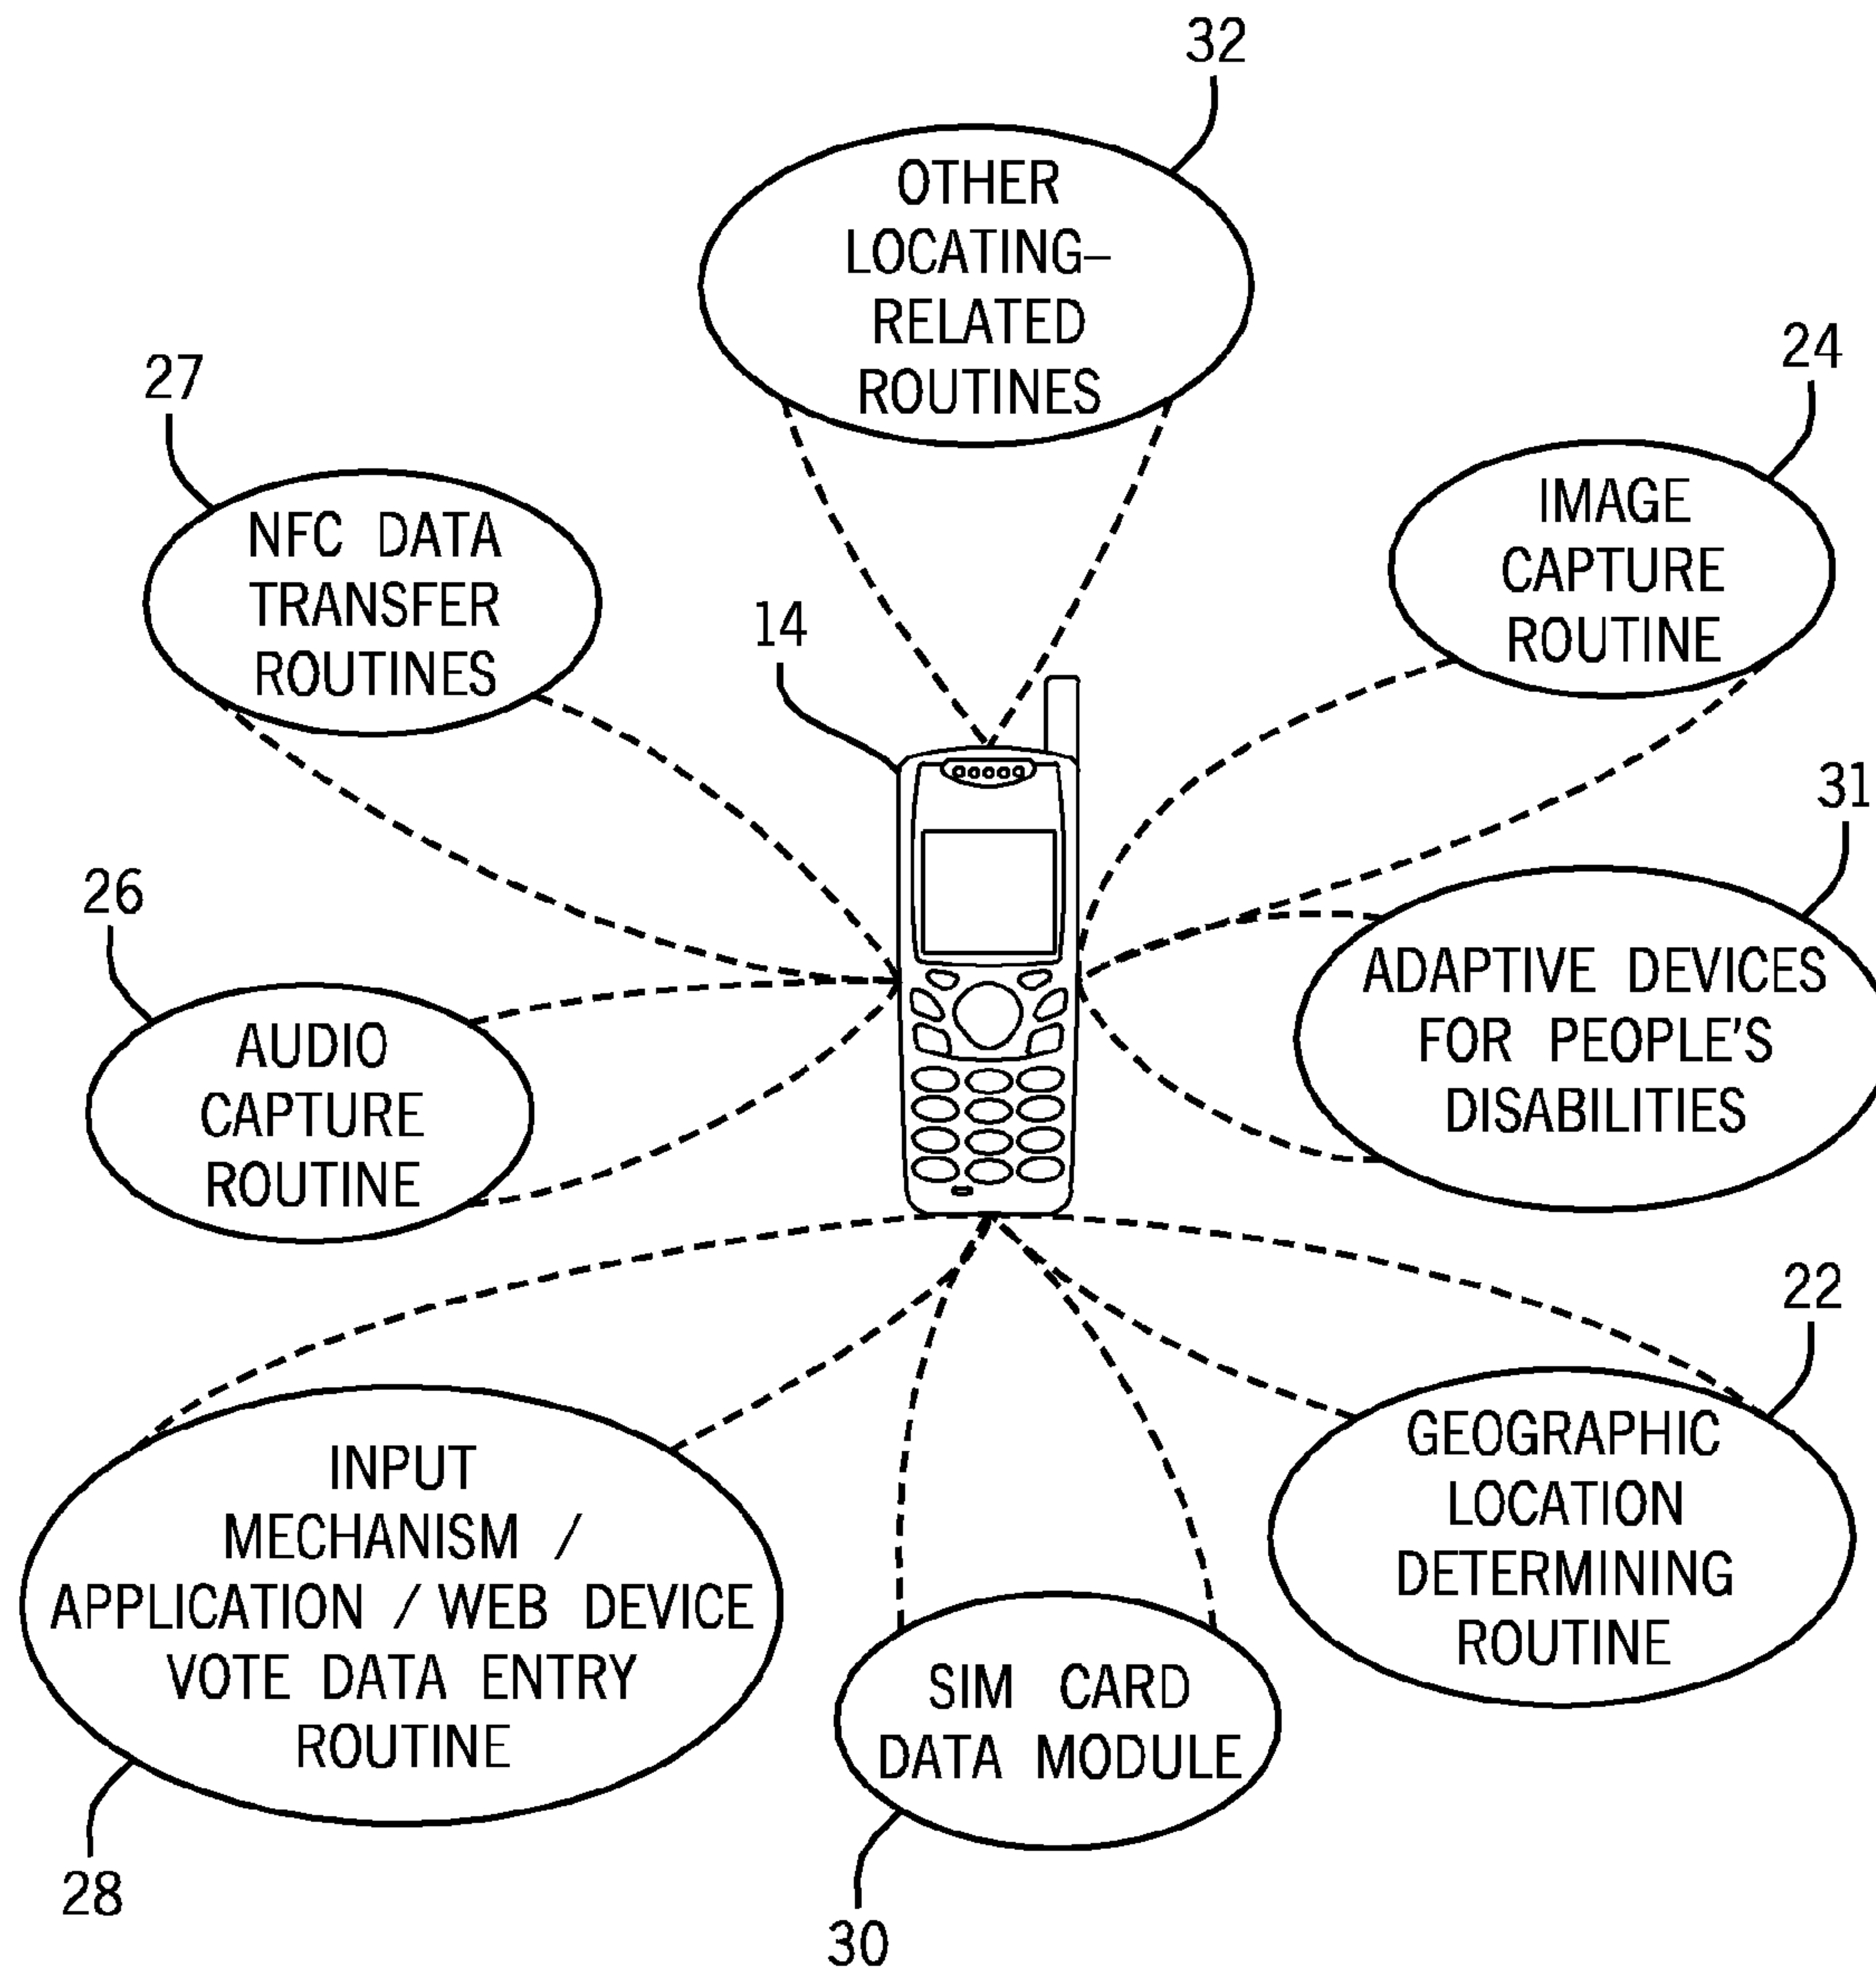 32
OTHER
LOCATING-
RELATED
ROUTINES
27
NFC DATA
TRANSFER
ROUTINES
24
IMAGE
CAPTURE
ROUTINE
14
31
ADAPTIVE DEVICES
FOR PEOPLE'S
DISABILITIES
26
AUDIO
CAPTURE
ROUTINE
22
GEOGRAPHIC
LOCATION
DETERMINING
ROUTINE
INPUT
MECHANISM /
APPLICATION / WEB DEVICE
VOTE DATA ENTRY
ROUTINE
28
SIM CARD
DATA MODULE
30